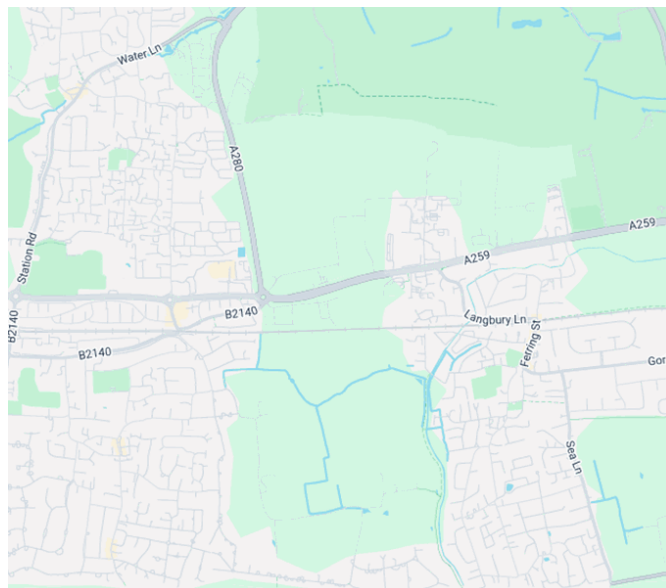 Water Ln
A280
A259
Station Rd
A259
B2140
Langbury Ln
B2140
Ferring St
B2140
Gor
Sea Ln